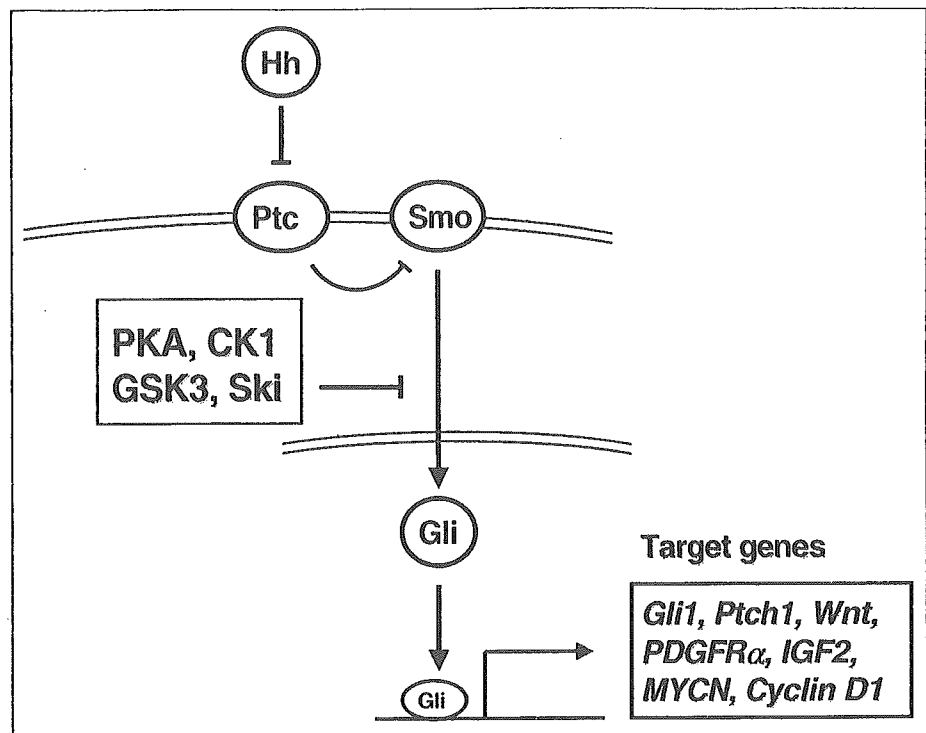 Hh
Ptc
Smo
PKA, CK1
GSK3, Ski
Gli
Target genes
Gli1, Ptch1, Wnt,
PDGFRα, IGF2,
MYCN, Cyclin D1
Gli